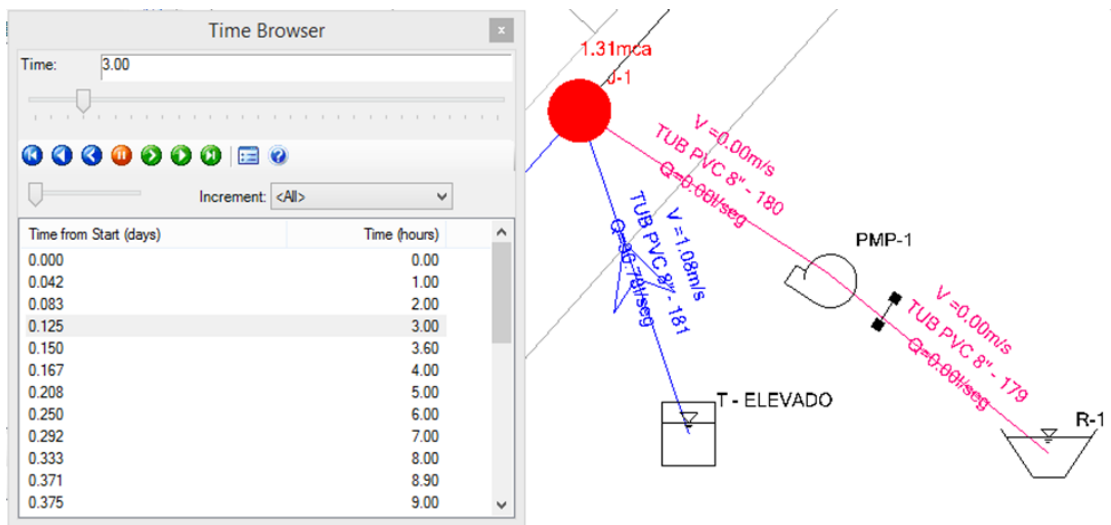 Time Browser
x
Time:
3.00
Increment: <All>
Time from Start (days) Time (hours)
0.000 0.00
0.042 1.00
0.083 2.00
0.125 3.00
0.150 3.60
0.167 4.00
0.208 5.00
0.250 6.00
0.292 7.00
0.333 8.00
0.371 8.90
0.375 9.00
1.31mca
J-1
V =0.00m/s
TUB PVC 8" - 180
Q=0.00l/seg
V =1.08m/s
TUB PVC 8" - 181
PMP-1
V =0.00m/s
TUB PVC 8" - 179
Q=0.00l/seg
T - ELEVADO
R-1